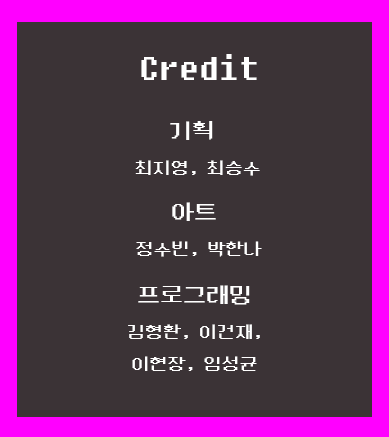 Credit
기획
최지영, 최승수
아트
정수빈, 박한나
프로그래밍
김형환, 이건재,
이현장, 임성균